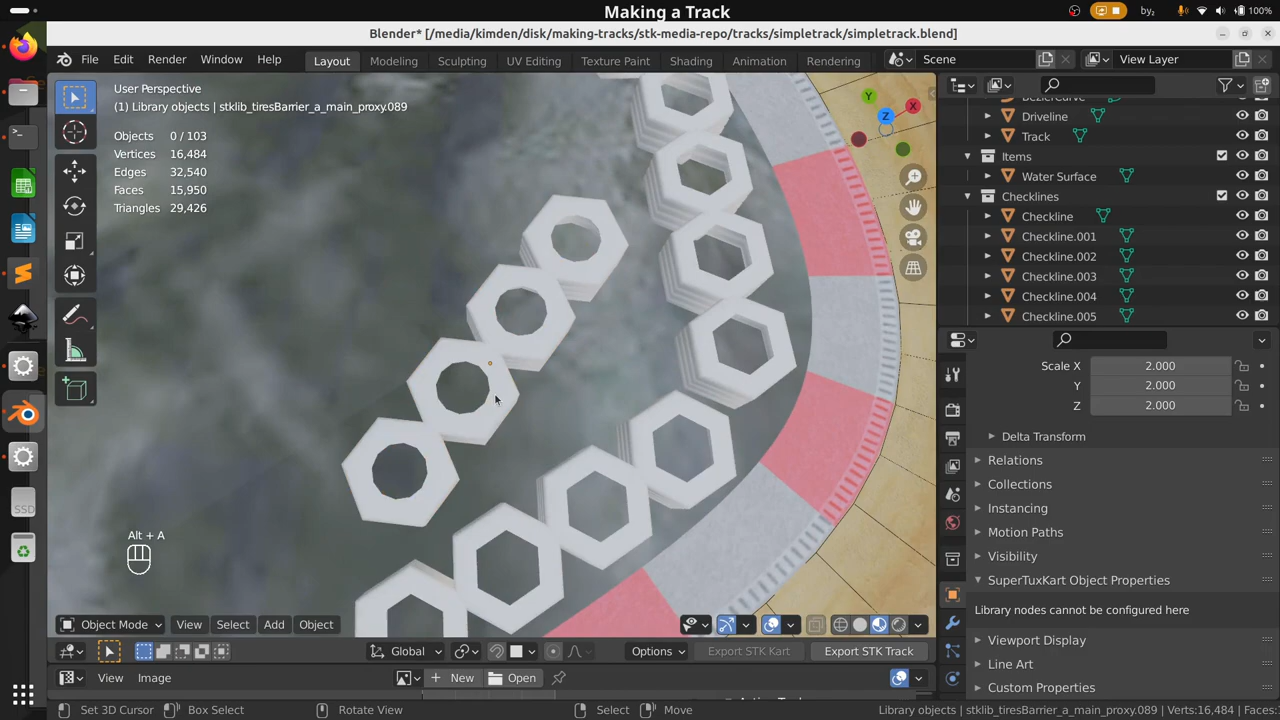 Making a Track
by₂
100%
Blender* [/media/kimden/disk/making-tracks/stk-media-repo/tracks/simpletrack/simpletrack.blend]
File Edit Render Window Help
Layout Modeling Sculpting UV Editing Texture Paint Shading Animation Rendering
Scene
View Layer
User Perspective
(1) Library objects | stklib_tiresBarrier_a_main_proxy.089
Objects 0 / 103
Vertices 16,484
Edges 32,540
Faces 15,950
Triangles 29,426
Y
X
Z
BezierCurve
Driveline
Track
Items
Water Surface
Checklines
Checkline
Checkline.001
Checkline.002
Checkline.003
Checkline.004
Checkline.005
Scale X 2.000
Y 2.000
Z 2.000
Delta Transform
Relations
Collections
Instancing
Motion Paths
Visibility
SuperTuxKart Object Properties
Library nodes cannot be configured here
Viewport Display
Line Art
Custom Properties
Alt + A
SSD
Object Mode View Select Add Object
Global
Options Export STK Kart Export STK Track
View Image
New Open
Set 3D Cursor Box Select Rotate View Select Move
Library objects | stklib_tiresBarrier_a_main_proxy.089 | Verts:16,484 | Faces: